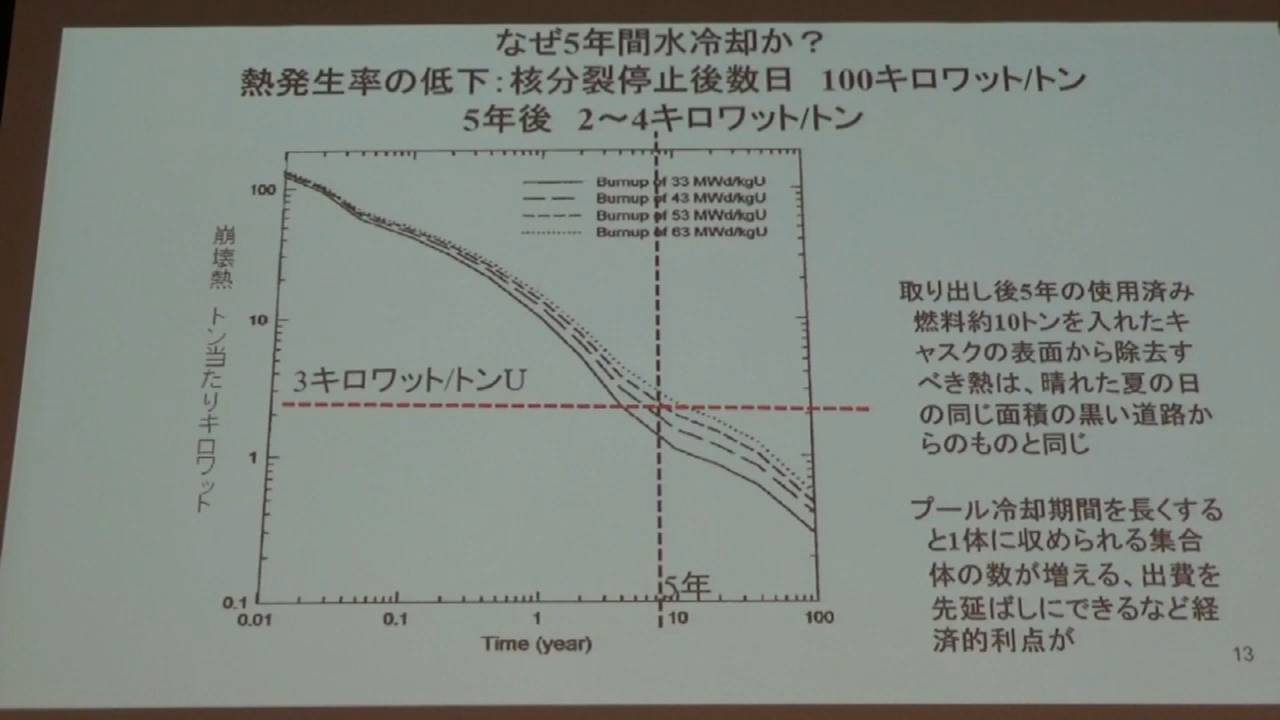 なぜ5年間水冷却か？
熱発生率の低下：核分裂停止後数日　100キロワット/トン
5年後　2～4キロワット/トン
100
10
1
0.1
0.01
0.1
1
10
100
Time (year)
崩壊熱　トン当たりキロワット
Burnup of 33 MWd/kgU
Burnup of 43 MWd/kgU
Burnup of 53 MWd/kgU
Burnup of 63 MWd/kgU
3キロワット/トンU
5年
取り出し後5年の使用済み
燃料約10トンを入れたキ
ャスクの表面から除去す
べき熱は、晴れた夏の日
の同じ面積の黒い道路か
らのものと同じ
プール冷却期間を長くする
と1体に収められる集合
体の数が増える、出費を
先延ばしにできるなど経
済的利点が
13